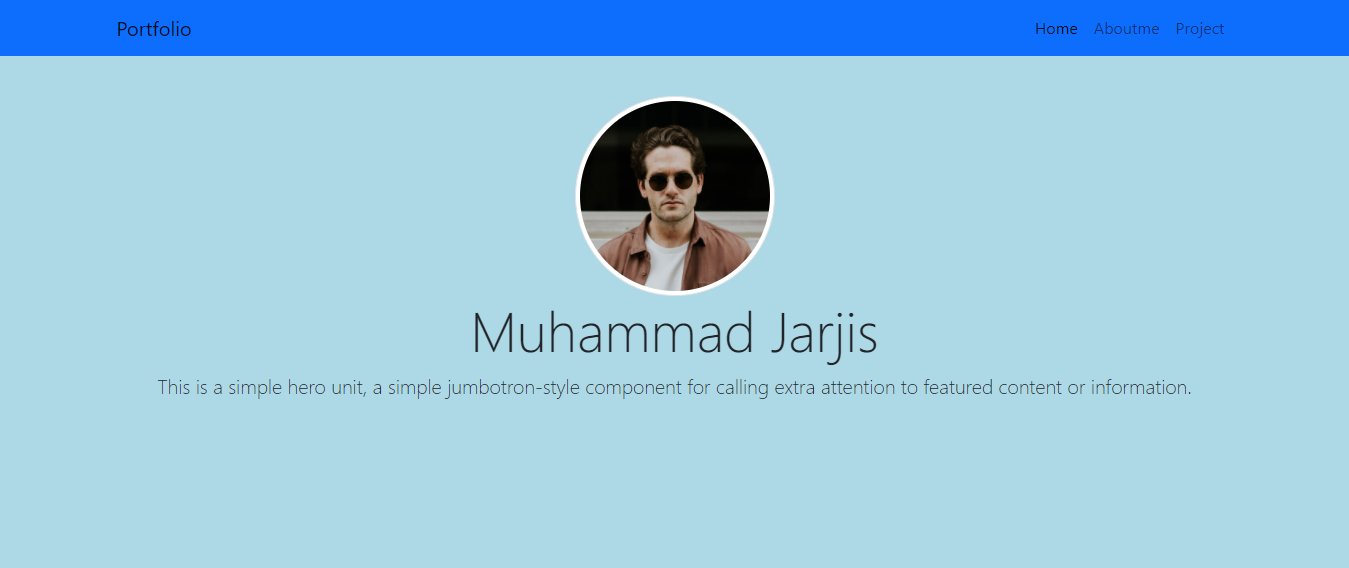 Portfolio
Home Aboutme Project
Muhammad Jarjis
This is a simple hero unit, a simple jumbotron-style component for calling extra attention to featured content or information.